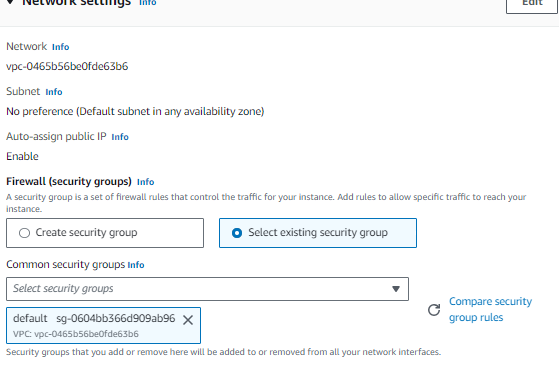 Network settings Info
Edit
Network Info
vpc-0465b56be0fde63b6
Subnet Info
No preference (Default subnet in any availability zone)
Auto-assign public IP Info
Enable
Firewall (security groups) Info
A security group is a set of firewall rules that control the traffic for your instance. Add rules to allow specific traffic to reach your
instance.
Create security group
Select existing security group
Common security groups Info
Select security groups
default sg-0604bb366d909ab96
VPC: vpc-0465b56be0fde63b6
Compare security
group rules
Security groups that you add or remove here will be added to or removed from all your network interfaces.